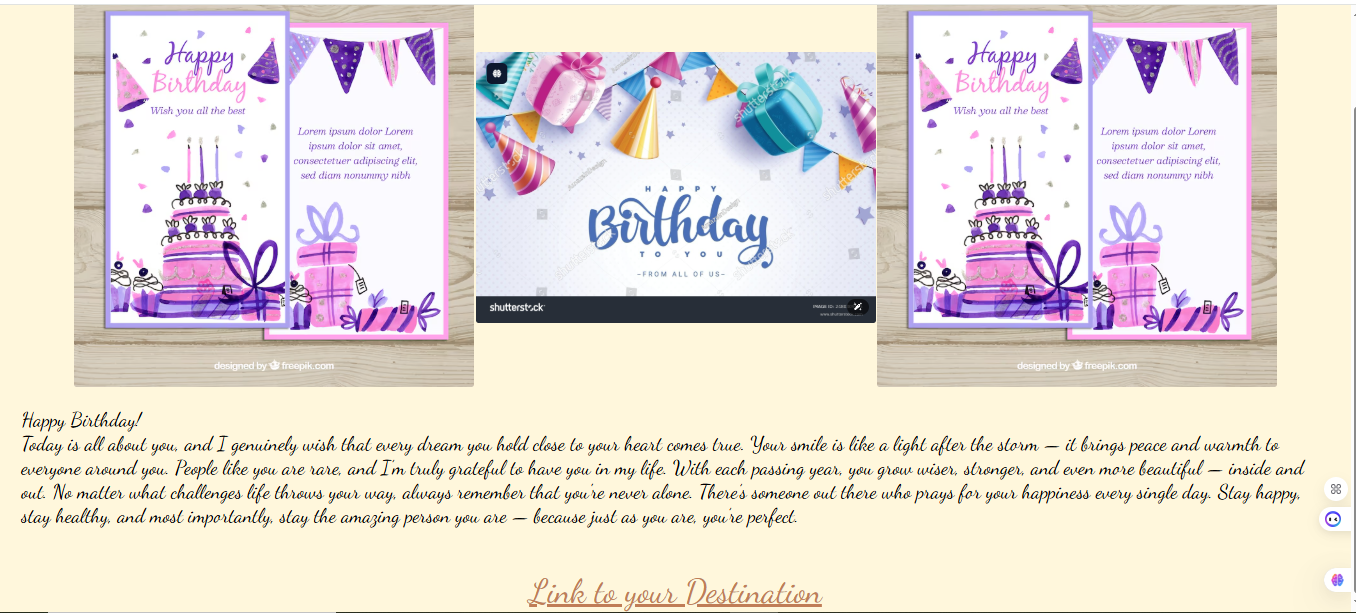 Happy
Birthday
Wish you all the best
Lorem ipsum dolor Lorem
ipsum dolor sit amet,
consectetuer adipiscing elit,
sed diam nonummy nibh
designed by freepik.com
HAPPY
Birthday
TO YOU
-FROM ALL OF US-
shutterstock
Happy
Birthday
Wish you all the best
Lorem ipsum dolor Lorem
ipsum dolor sit amet,
consectetuer adipiscing elit,
sed diam nonummy nibh
designed by freepik.com
Happy Birthday!
Today is all about you, and I genuinely wish that every dream you hold close to your heart comes true. Your smile is like a light after the storm — it brings peace and warmth to
everyone around you. People like you are rare, and I'm truly grateful to have you in my life. With each passing year, you grow wiser, stronger, and even more beautiful — inside and
out. No matter what challenges life throws your way, always remember that you're never alone. There's someone out there who prays for your happiness every single day. Stay happy,
stay healthy, and most importantly, stay the amazing person you are — because just as you are, you're perfect.
Link to your Destination